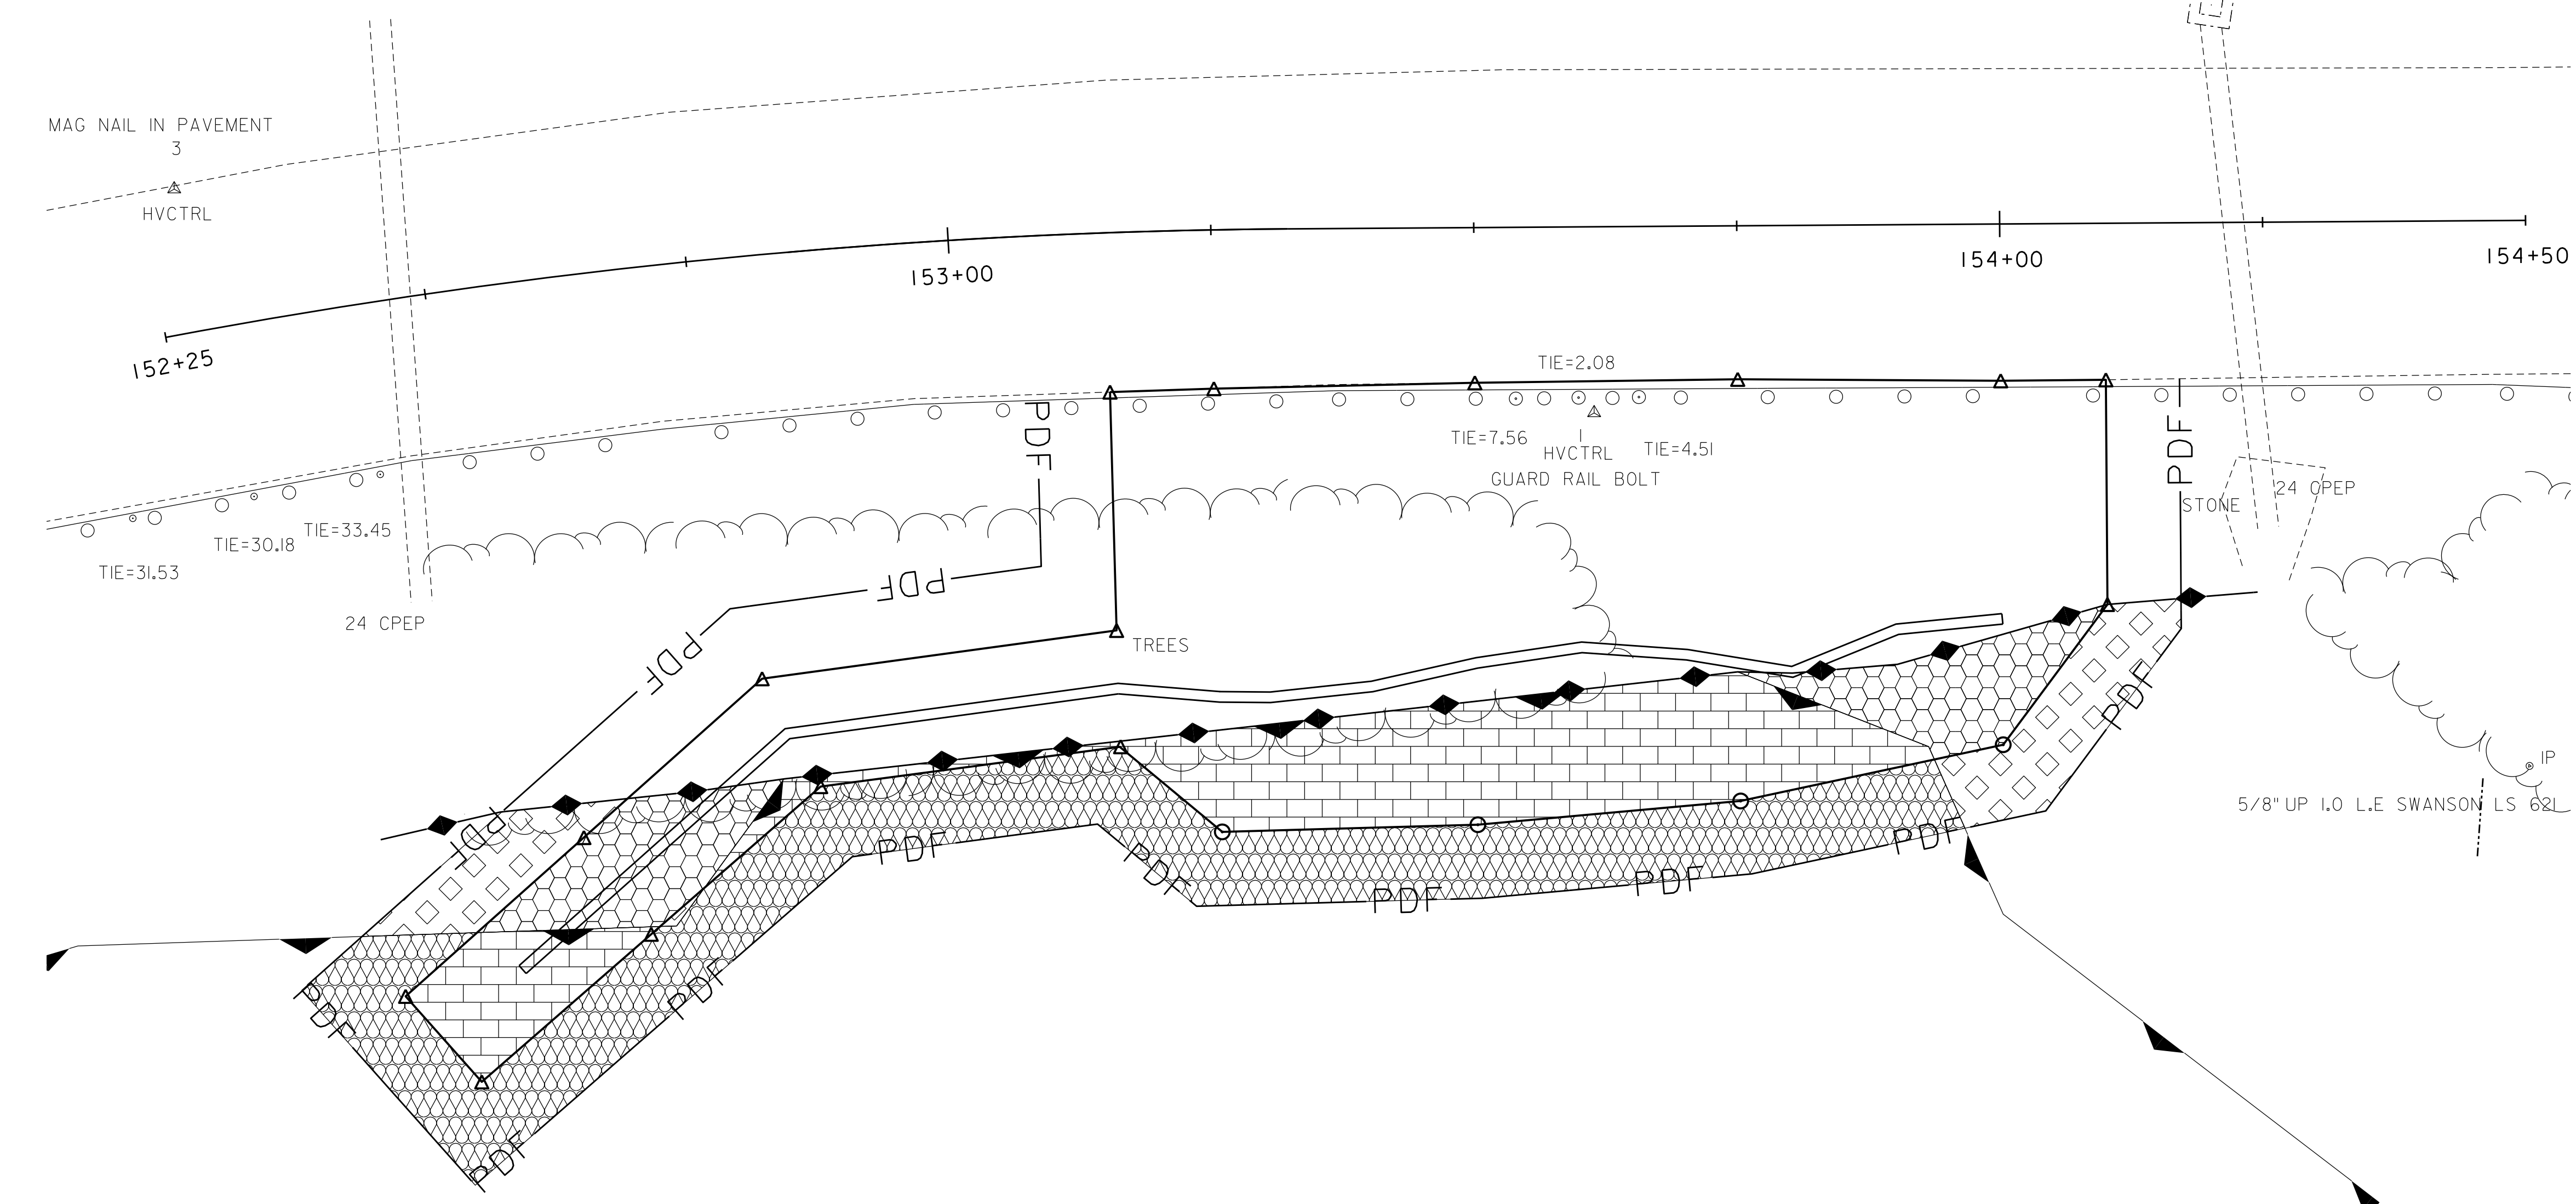 MAG NAIL IN PAVEMENT
3
HVCTRL
152+25
153+00
154+00
154+50
TIE=2.08
TIE=7.56
1
HVCTRL
TIE=4.51
GUARD RAIL BOLT
TIE=33.45
TIE=30.18
TIE=31.53
24 CPEP
24 CPEP
STONE
TREES
IP
5/8" UP 1.0 L.E SWANSON LS 621
PDF
PDF
PDF
PDF
PDF
PDF
PDF
PDF
PDF
PDF
PDF
PDF
PDF
PDF